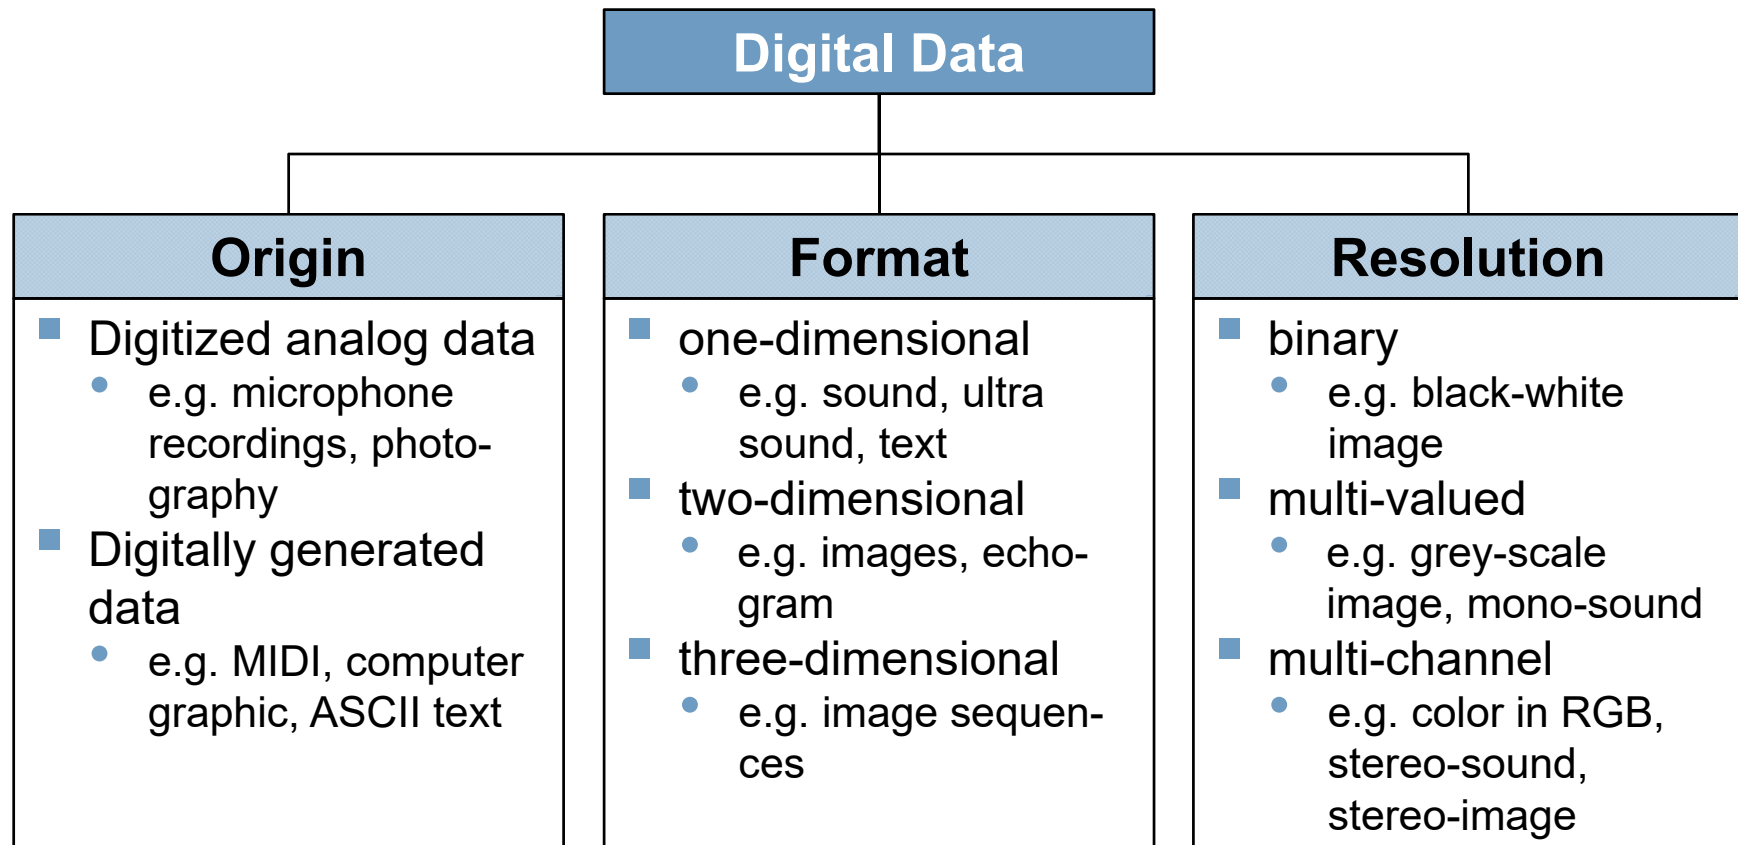 Digital Data
Origin
Digitized analog data
e.g. microphone
recordings, photo-
graphy
Digitally generated
data
e.g. MIDI, computer
graphic, ASCII text
Format
one-dimensional
e.g. sound, ultra
sound, text
two-dimensional
e.g. images, echo-
gram
three-dimensional
e.g. image sequen-
ces
Resolution
binary
e.g. black-white
image
multi-valued
e.g. grey-scale
image, mono-sound
multi-channel
e.g. color in RGB,
stereo-sound,
stereo-image